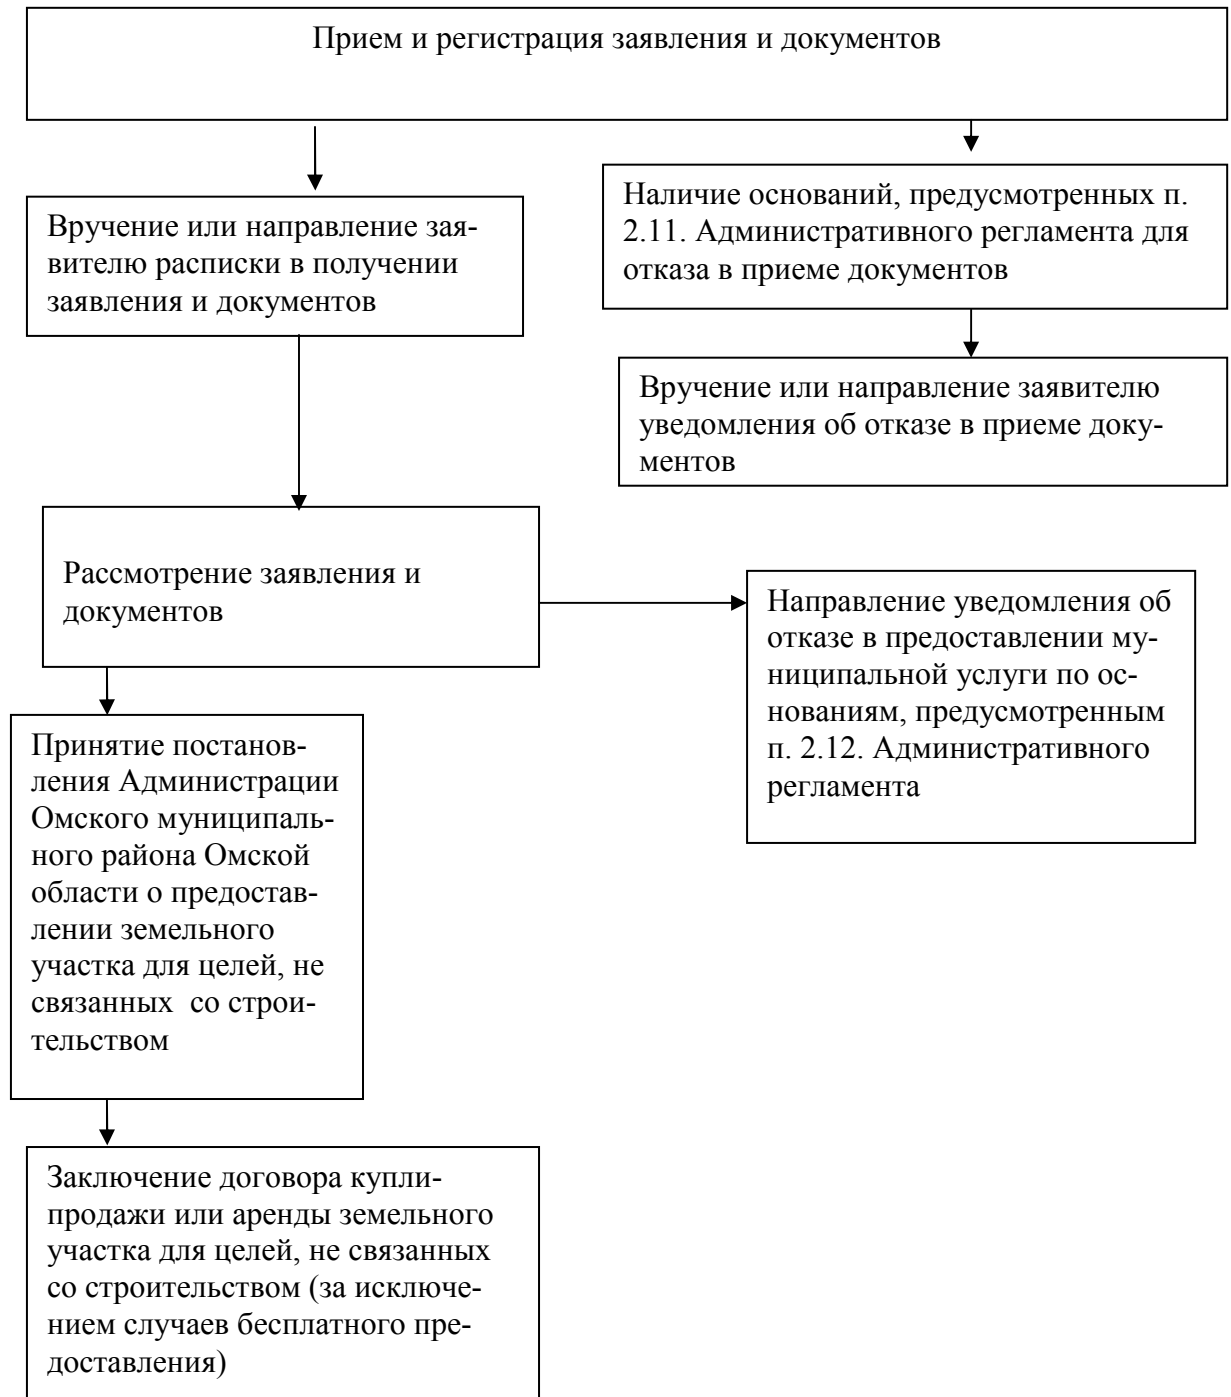 Прием и регистрация заявления и документов
Вручение или направление зая-
вителю расписки в получении
заявления и документов
Наличие оснований, предусмотренных п.
2.11. Административного регламента для
отказа в приеме документов
Вручение или направление заявителю
уведомления об отказе в приеме доку-
ментов
Рассмотрение заявления и
документов
Направление уведомления об
отказе в предоставлении му-
ниципальной услуги по ос-
нованиям, предусмотренным
п. 2.12. Административного
регламента
Принятие постанов-
ления Администрации
Омского муниципаль-
ного района Омской
области о предостав-
лении земельного
участка для целей, не
связанных  со строи-
тельством
Заключение договора купли-
продажи или аренды земельного
участка для целей, не связанных
со строительством (за исключе-
нием случаев бесплатного пре-
доставления)